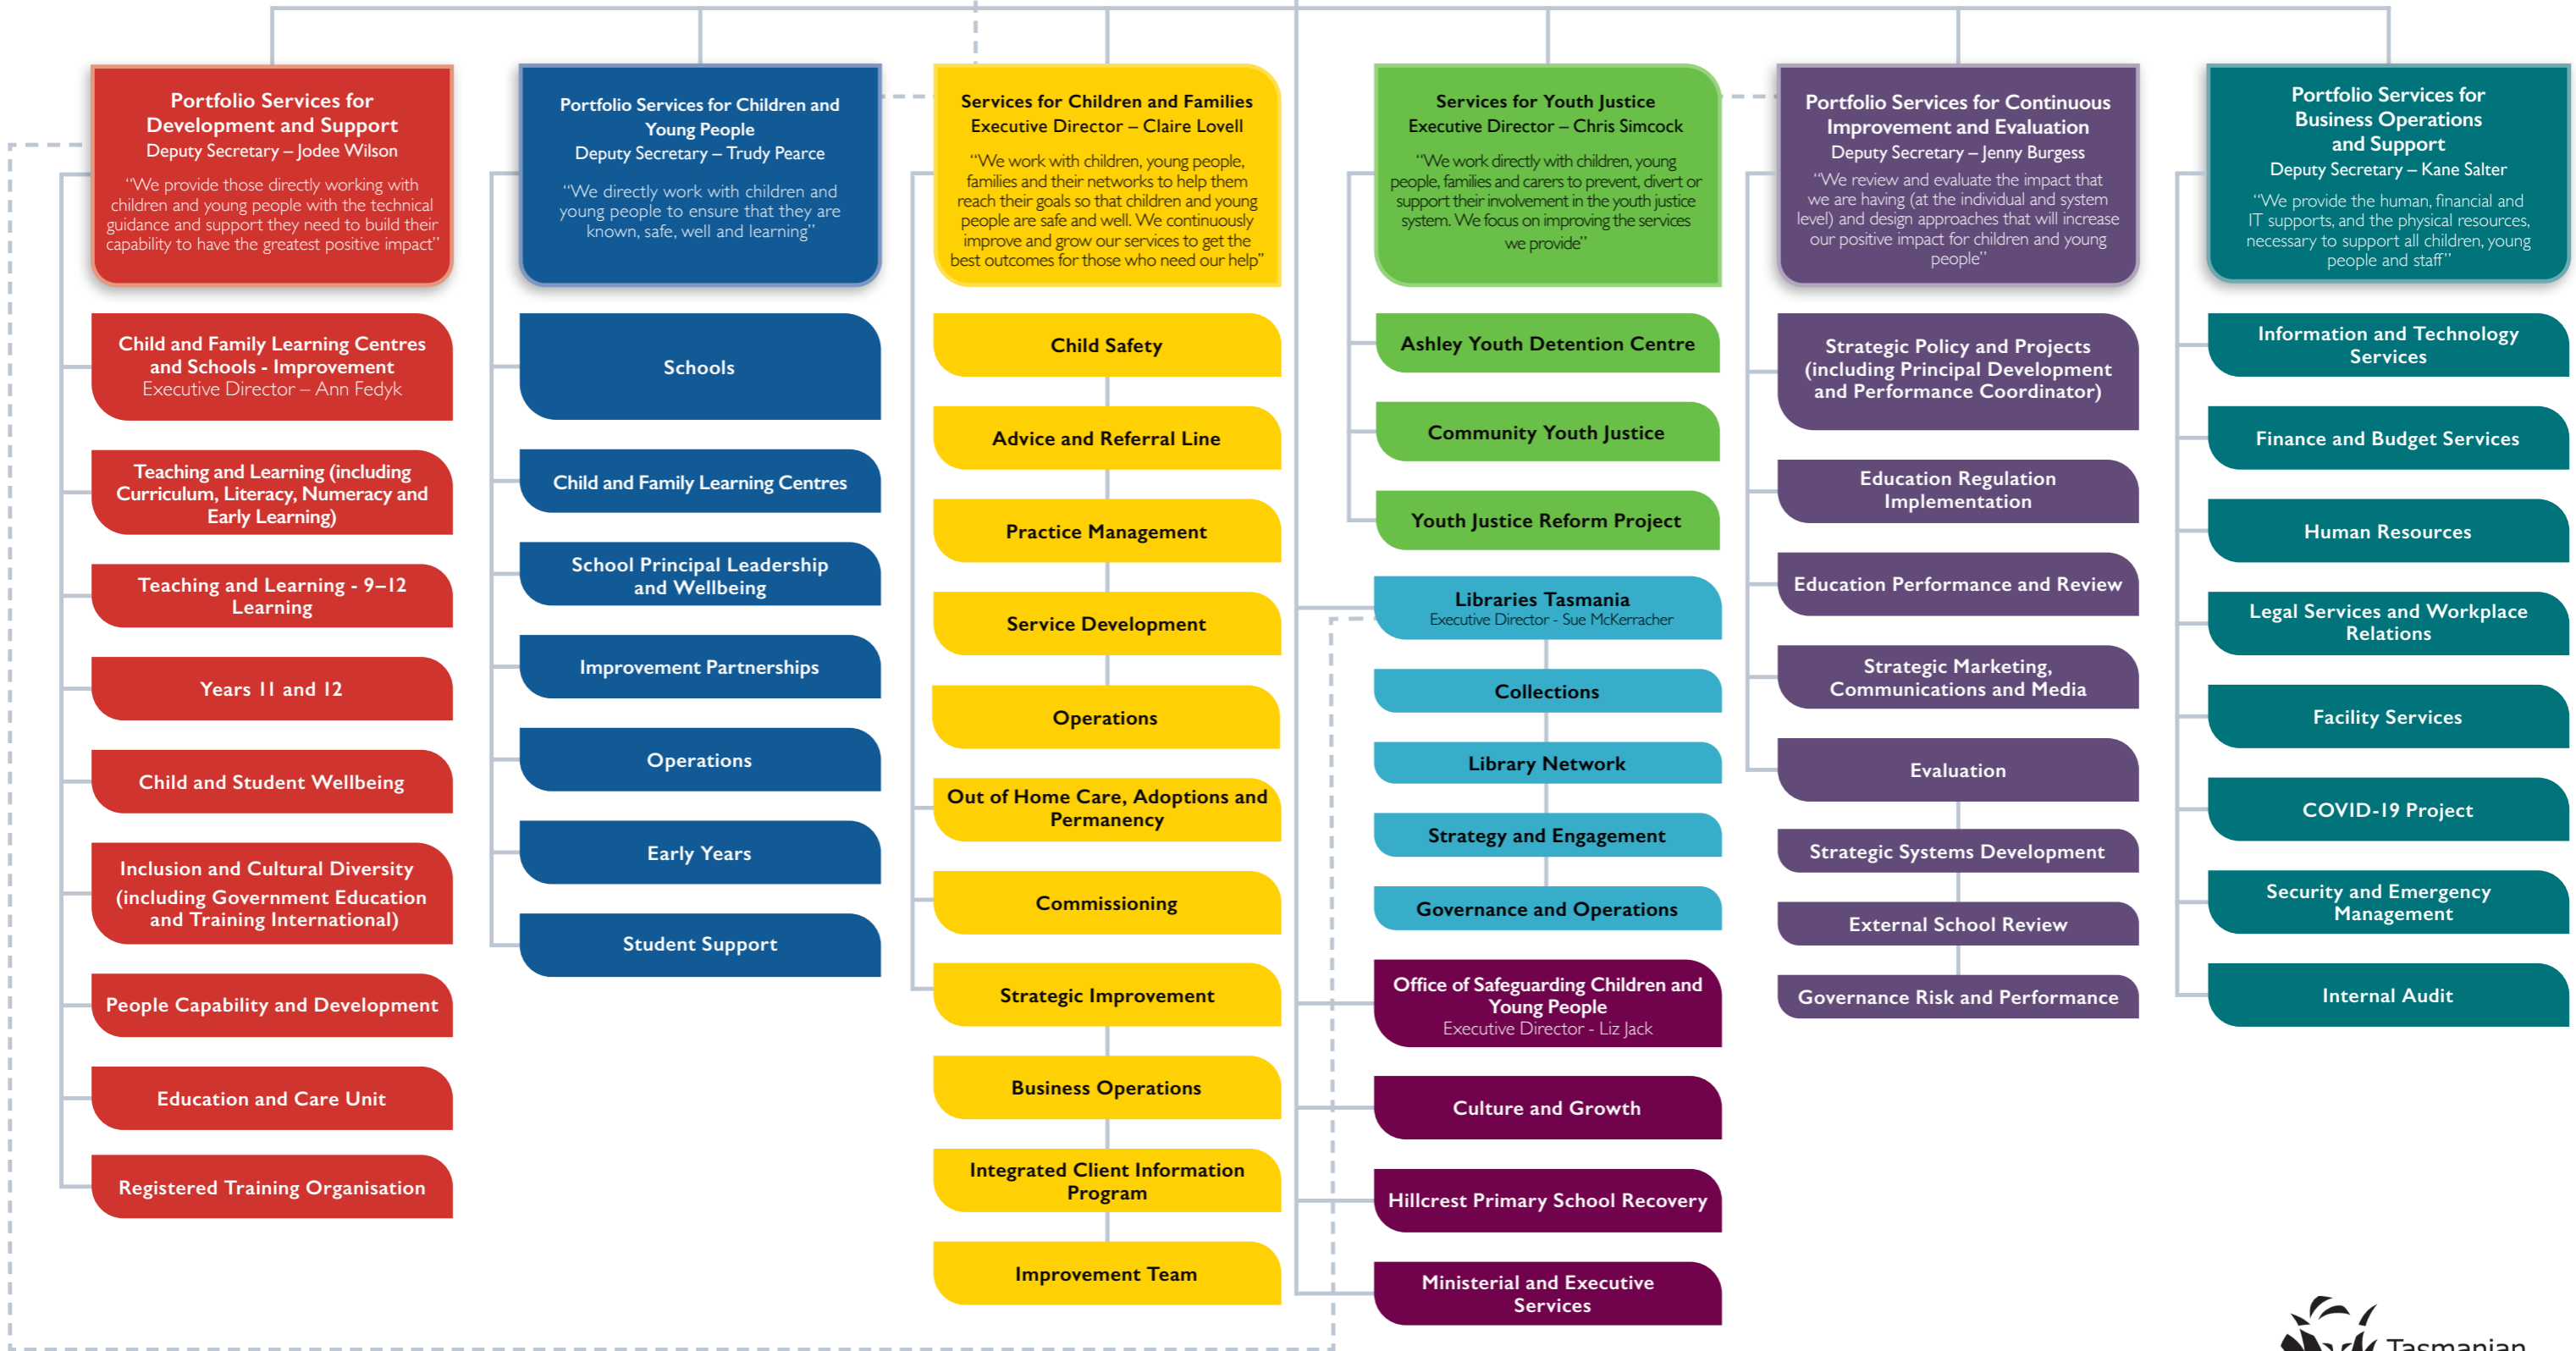 Portfolio Services for
Development and Support
Deputy Secretary – Jodee Wilson
“We provide those directly working with
children and young people with the technical
guidance and support they need to build their
capability to have the greatest positive impact”
Child and Family Learning Centres
and Schools - Improvement
Executive Director – Ann Fedyk
Teaching and Learning (including
Curriculum, Literacy, Numeracy and
Early Learning)
Teaching and Learning - 9–12
Learning
Years 11 and 12
Child and Student Wellbeing
Inclusion and Cultural Diversity
(including Government Education
and Training International)
People Capability and Development
Education and Care Unit
Registered Training Organisation
Portfolio Services for Children and
Young People
Deputy Secretary – Trudy Pearce
“We directly work with children and
young people to ensure that they are
known, safe, well and learning”
Schools
Child and Family Learning Centres
School Principal Leadership
and Wellbeing
Improvement Partnerships
Operations
Early Years
Student Support
Services for Children and Families
Executive Director – Claire Lovell
“We work with children, young people,
families and their networks to help them
reach their goals so that children and young
people are safe and well. We continuously
improve and grow our services to get the
best outcomes for those who need our help”
Child Safety
Advice and Referral Line
Practice Management
Service Development
Operations
Out of Home Care, Adoptions and
Permanency
Commissioning
Strategic Improvement
Business Operations
Integrated Client Information
Program
Improvement Team
Services for Youth Justice
Executive Director – Chris Simcock
“We work directly with children, young
people, families and carers to prevent, divert or
support their involvement in the youth justice
system. We focus on improving the services
we provide”
Ashley Youth Detention Centre
Community Youth Justice
Youth Justice Reform Project
Libraries Tasmania
Executive Director - Sue McKerracher
Collections
Library Network
Strategy and Engagement
Governance and Operations
Office of Safeguarding Children and
Young People
Executive Director - Liz Jack
Culture and Growth
Hillcrest Primary School Recovery
Ministerial and Executive
Services
Portfolio Services for Continuous
Improvement and Evaluation
Deputy Secretary – Jenny Burgess
“We review and evaluate the impact that
we are having (at the individual and system
level) and design approaches that will increase
our positive impact for children and young
people”
Strategic Policy and Projects
(including Principal Development
and Performance Coordinator)
Education Regulation
Implementation
Education Performance and Review
Strategic Marketing,
Communications and Media
Evaluation
Strategic Systems Development
External School Review
Governance Risk and Performance
Portfolio Services for
Business Operations
and Support
Deputy Secretary – Kane Salter
“We provide the human, financial and
IT supports, and the physical resources,
necessary to support all children, young
people and staff”
Information and Technology
Services
Finance and Budget Services
Human Resources
Legal Services and Workplace
Relations
Facility Services
COVID-19 Project
Security and Emergency
Management
Internal Audit
Tasmanian